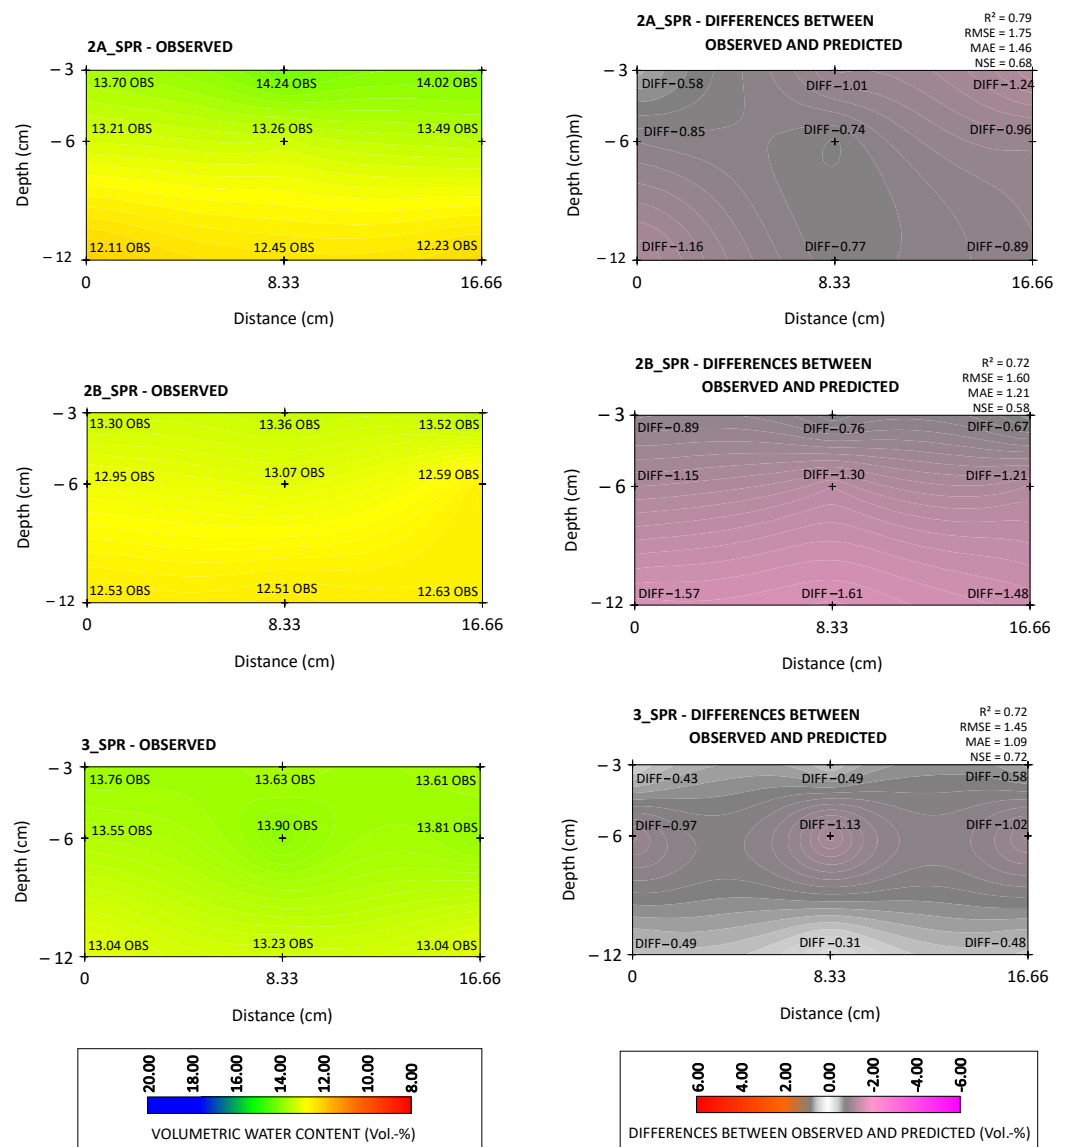 2A_SPR - OBSERVED
−3
13.70 OBS
14.24 OBS
14.02 OBS
13.21 OBS
13.26 OBS
13.49 OBS
−6
Depth (cm)
12.11 OBS
12.45 OBS
12.23 OBS
−12
0
8.33
16.66
Distance (cm)
2A_SPR - DIFFERENCES BETWEEN
OBSERVED AND PREDICTED
R² = 0.79
RMSE = 1.75
MAE = 1.46
NSE = 0.68
−3
DIFF−0.58
DIFF−1.01
DIFF−1.24
DIFF−0.85
DIFF−0.74
DIFF−0.96
−6
Depth (cm)m)
DIFF−1.16
DIFF−0.77
DIFF−0.89
−12
0
8.33
16.66
Distance (cm)
2B_SPR - OBSERVED
−3
13.30 OBS
13.36 OBS
13.52 OBS
12.95 OBS
13.07 OBS
12.59 OBS
−6
Depth (cm)
12.53 OBS
12.51 OBS
12.63 OBS
−12
0
8.33
16.66
Distance (cm)
2B_SPR - DIFFERENCES BETWEEN
OBSERVED AND PREDICTED
R² = 0.72
RMSE = 1.60
MAE = 1.21
NSE = 0.58
−3
DIFF−0.89
DIFF−0.76
DIFF−0.67
DIFF−1.15
DIFF−1.30
DIFF−1.21
−6
Depth (cm)
DIFF−1.57
DIFF−1.61
DIFF−1.48
−12
0
8.33
16.66
Distance (cm)
3_SPR - OBSERVED
−3
13.76 OBS
13.63 OBS
13.61 OBS
13.55 OBS
13.90 OBS
13.81 OBS
−6
Depth (cm)
13.04 OBS
13.23 OBS
13.04 OBS
−12
0
8.33
16.66
Distance (cm)
3_SPR - DIFFERENCES BETWEEN
OBSERVED AND PREDICTED
R² = 0.72
RMSE = 1.45
MAE = 1.09
NSE = 0.72
−3
DIFF−0.43
DIFF−0.49
DIFF−0.58
DIFF−0.97
DIFF−1.13
DIFF−1.02
−6
Depth (cm)
DIFF−0.49
DIFF−0.31
DIFF−0.48
−12
0
8.33
16.66
Distance (cm)
20.00
18.00
16.00
14.00
12.00
10.00
8.00
VOLUMETRIC WATER CONTENT (Vol.-%)
6.00
4.00
2.00
0.00
-2.00
-4.00
-6.00
DIFFERENCES BETWEEN OBSERVED AND PREDICTED (Vol.-%)